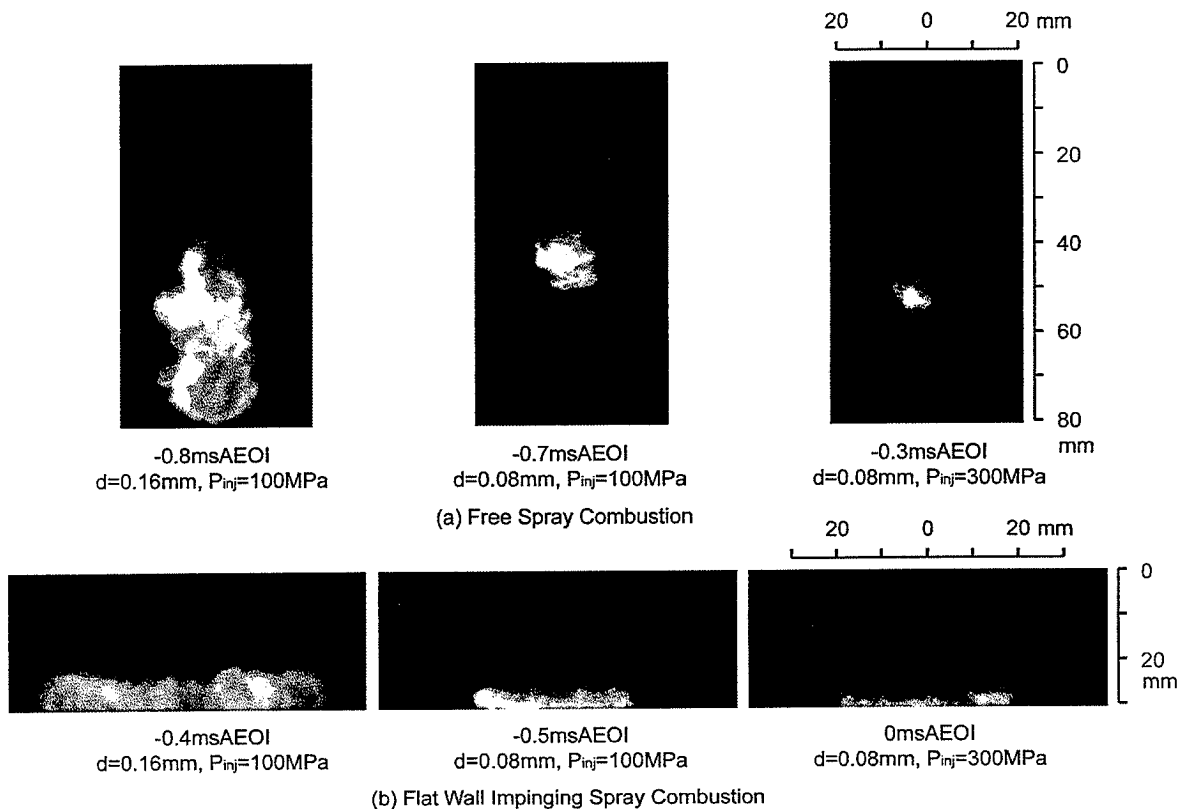 20 0 20 mm
0
20
40
60
80
mm
-0.8msAEOI
d=0.16mm, Pinj=100MPa
-0.7msAEOI
d=0.08mm, Pinj=100MPa
-0.3msAEOI
d=0.08mm, Pinj=300MPa
(a) Free Spray Combustion
20 0 20 mm
0
20
mm
-0.4msAEOI
d=0.16mm, Pinj=100MPa
-0.5msAEOI
d=0.08mm, Pinj=100MPa
0msAEOI
d=0.08mm, Pinj=300MPa
(b) Flat Wall Impinging Spray Combustion